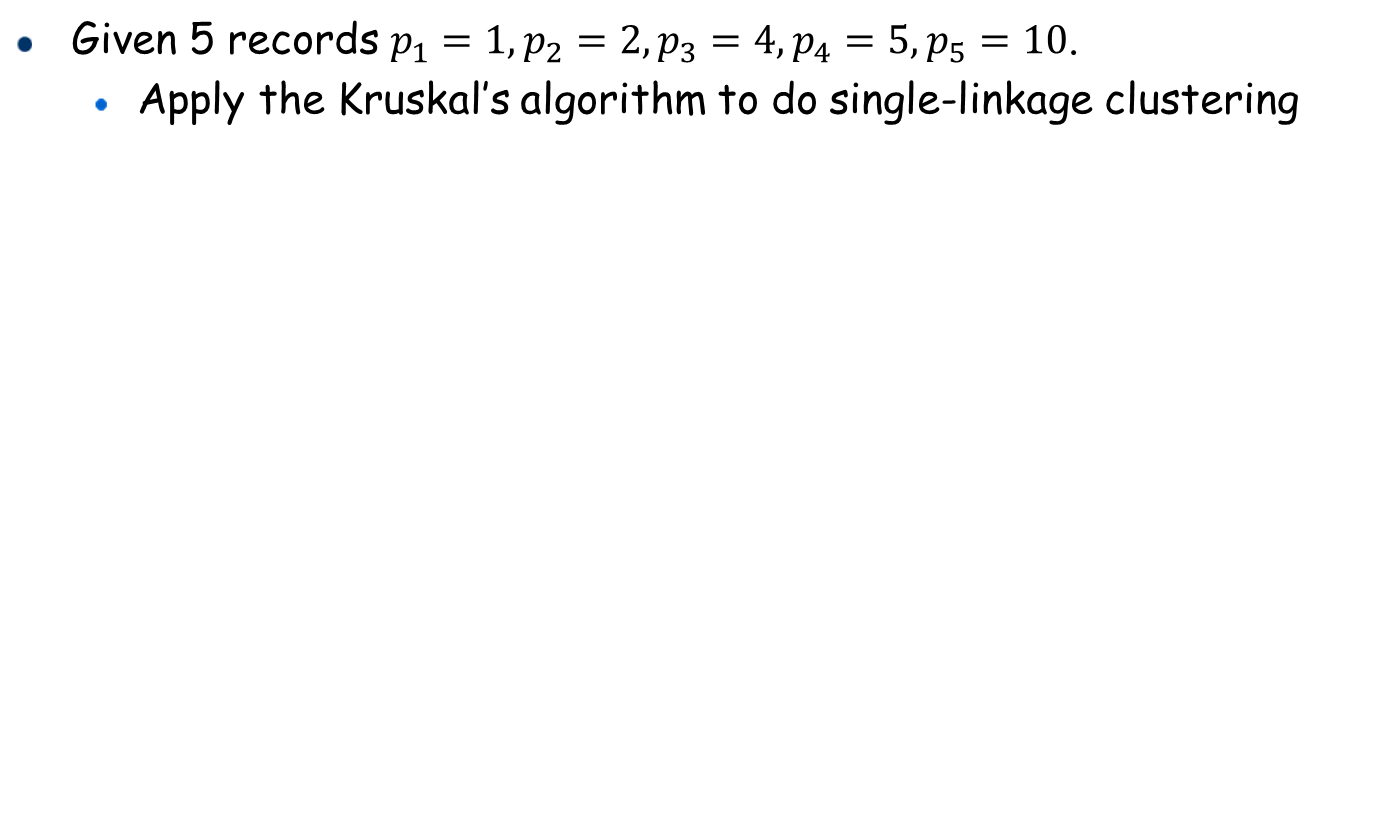 • Given 5 records p₁ = 1, p₂ = 2, p₃ = 4, p₄ = 5, p₅ = 10.
• Apply the Kruskal's algorithm to do single-linkage clustering